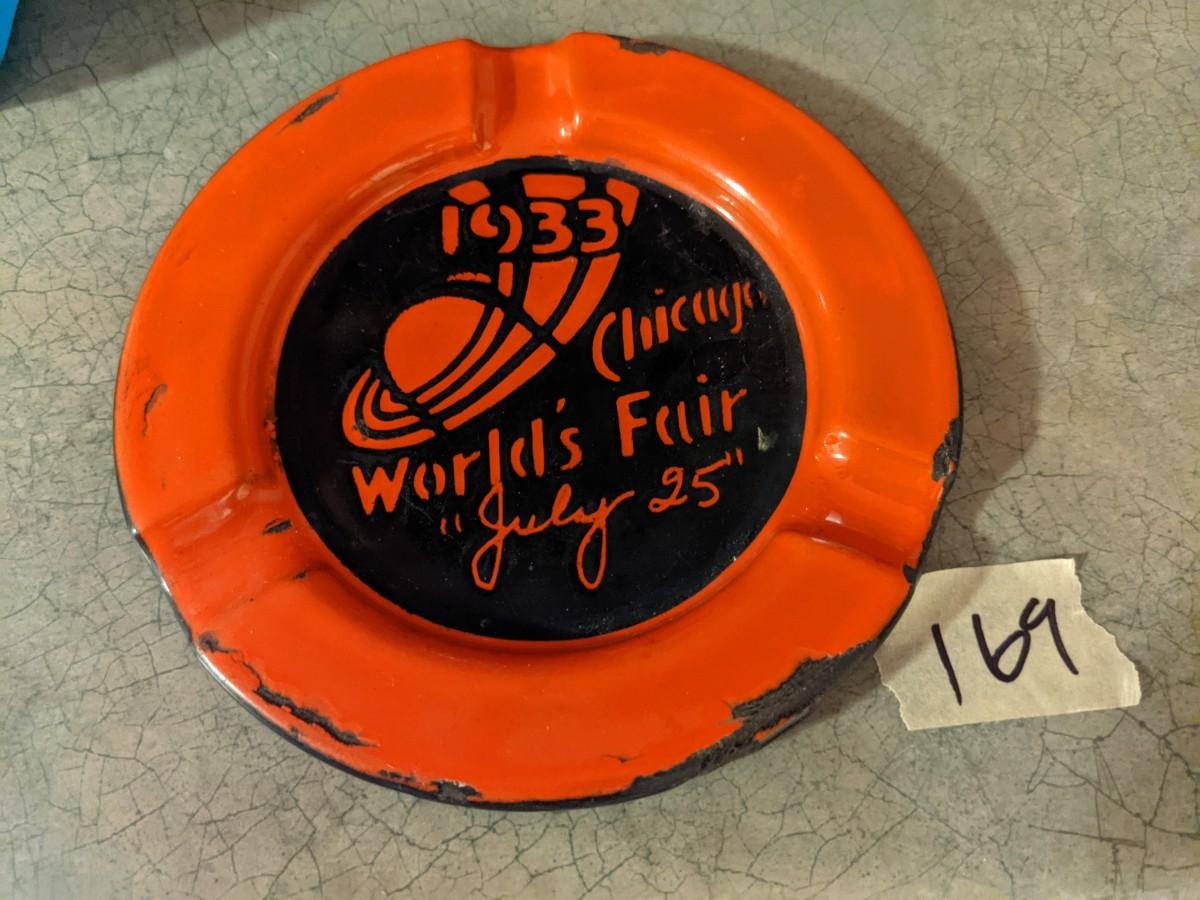 1933
Chicago
World's Fair
"July 25"
169